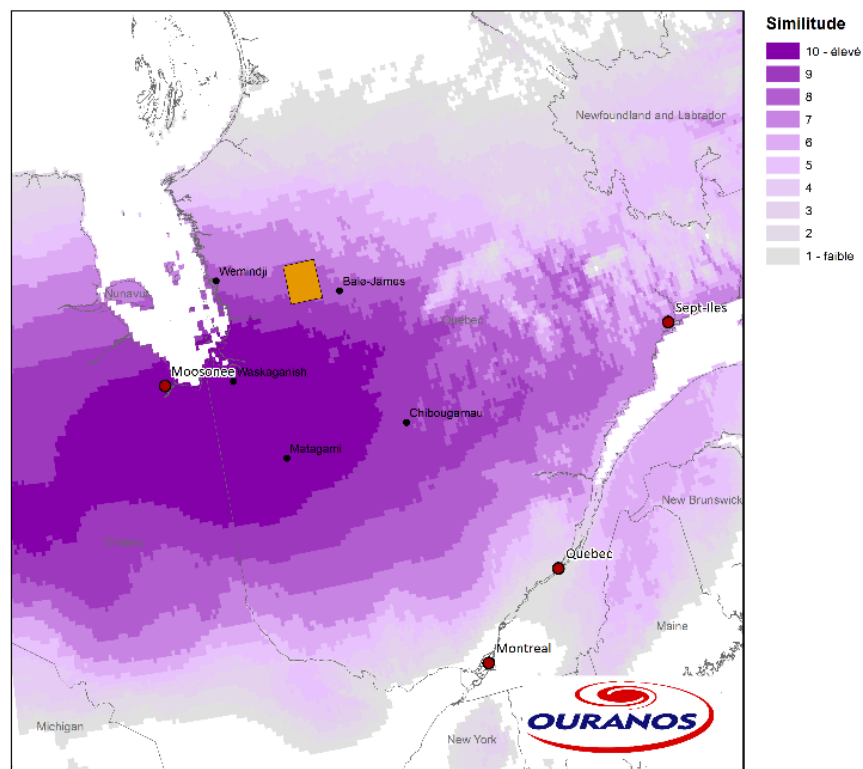 Similitude
10 - élevé
9
8
7
6
5
4
3
2
1 - faible
Newfoundland and Labrador
Wemindji
Baie-James
Nunavut
Québec
Sept-Iles
Moosonee
Waskaganish
Chibougamau
Matagami
New Brunswick
Ontario
Quebec
Maine
Montreal
OURANOS
Michigan
New York